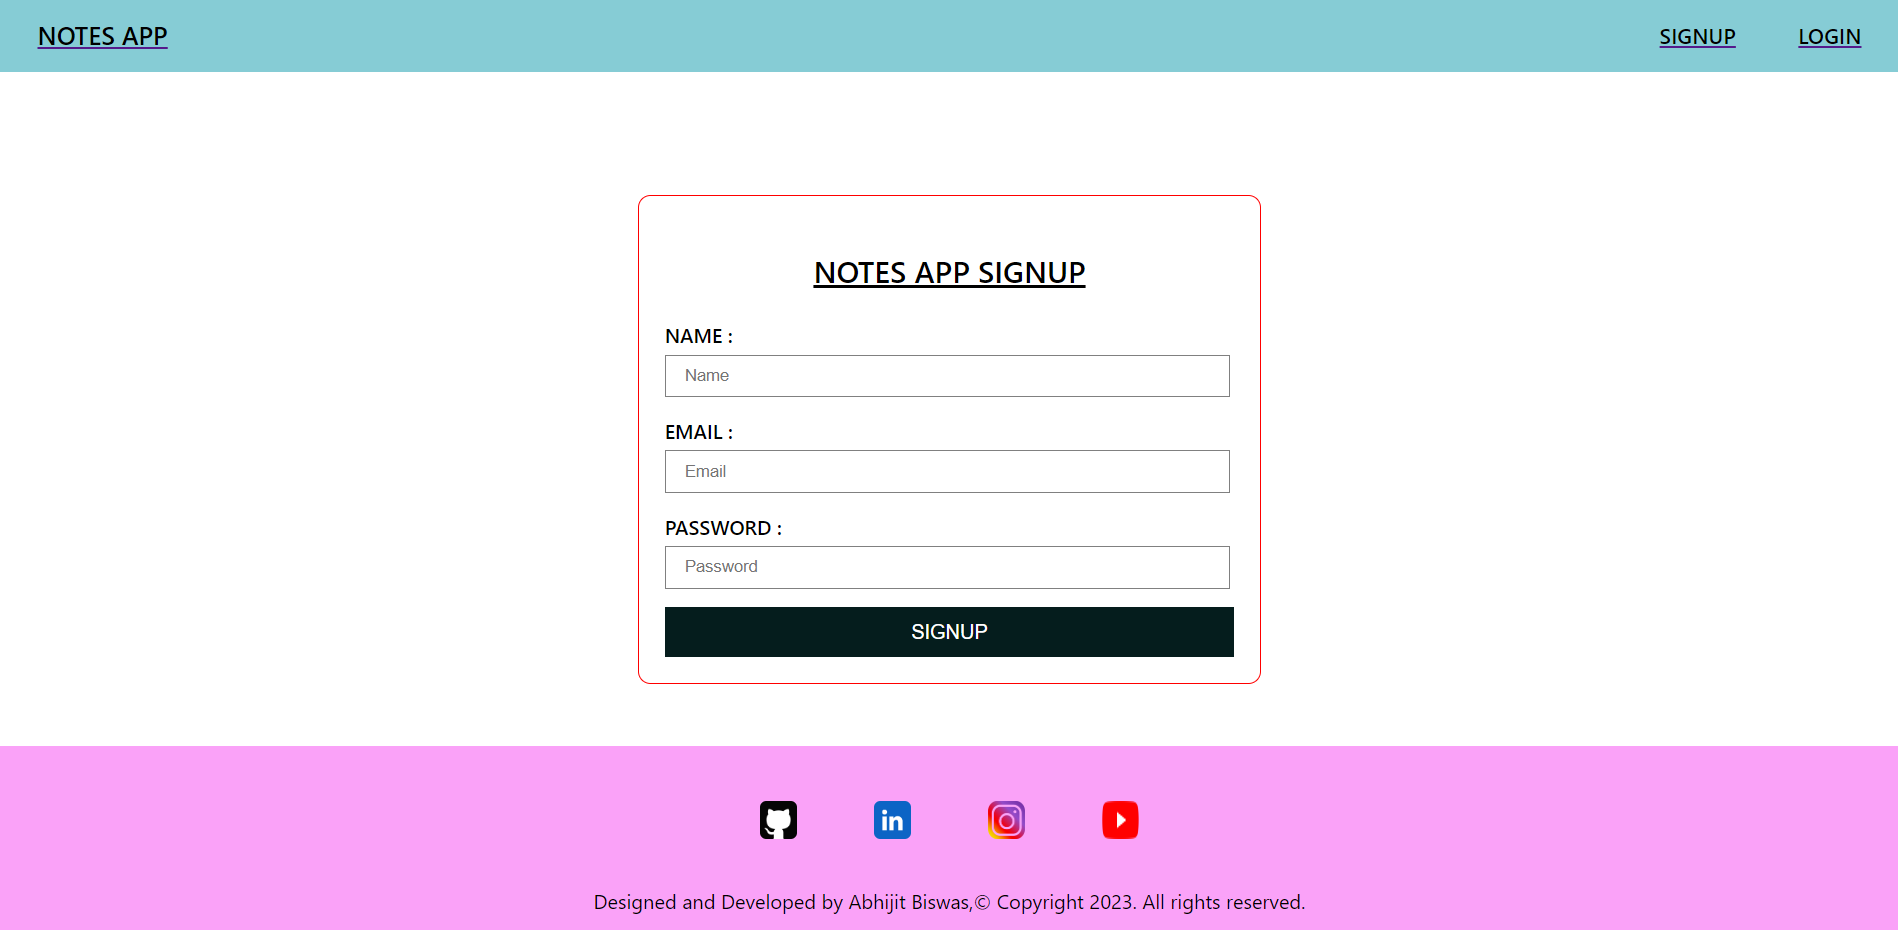 NOTES APP
SIGNUP
LOGIN
NOTES APP SIGNUP
NAME :
Name
EMAIL :
Email
PASSWORD :
Password
SIGNUP
in
Designed and Developed by Abhijit Biswas,© Copyright 2023. All rights reserved.